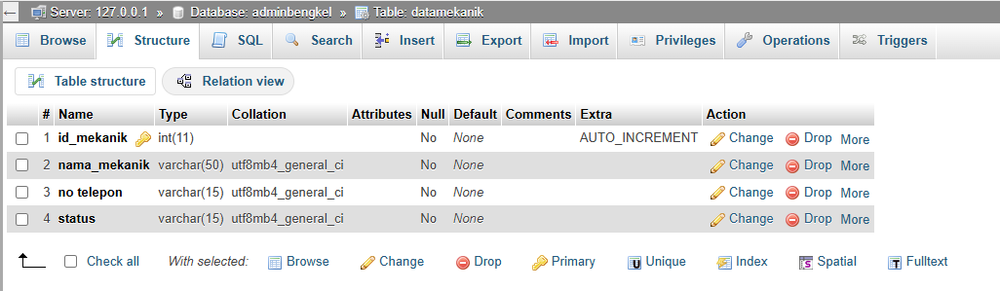 Server: 127.0.0.1 » Database: adminbengkel » Table: datamekanik
Browse Structure SQL Search Insert Export Import Privileges Operations Triggers
Table structure Relation view
# Name Type Collation Attributes Null Default Comments Extra Action
1 id_mekanik int(11) No None AUTO_INCREMENT Change Drop More
2 nama_mekanik varchar(50) utf8mb4_general_ci No None Change Drop More
3 no telepon varchar(15) utf8mb4_general_ci No None Change Drop More
4 status varchar(15) utf8mb4_general_ci No None Change Drop More
Check all With selected: Browse Change Drop Primary Unique Index Spatial Fulltext